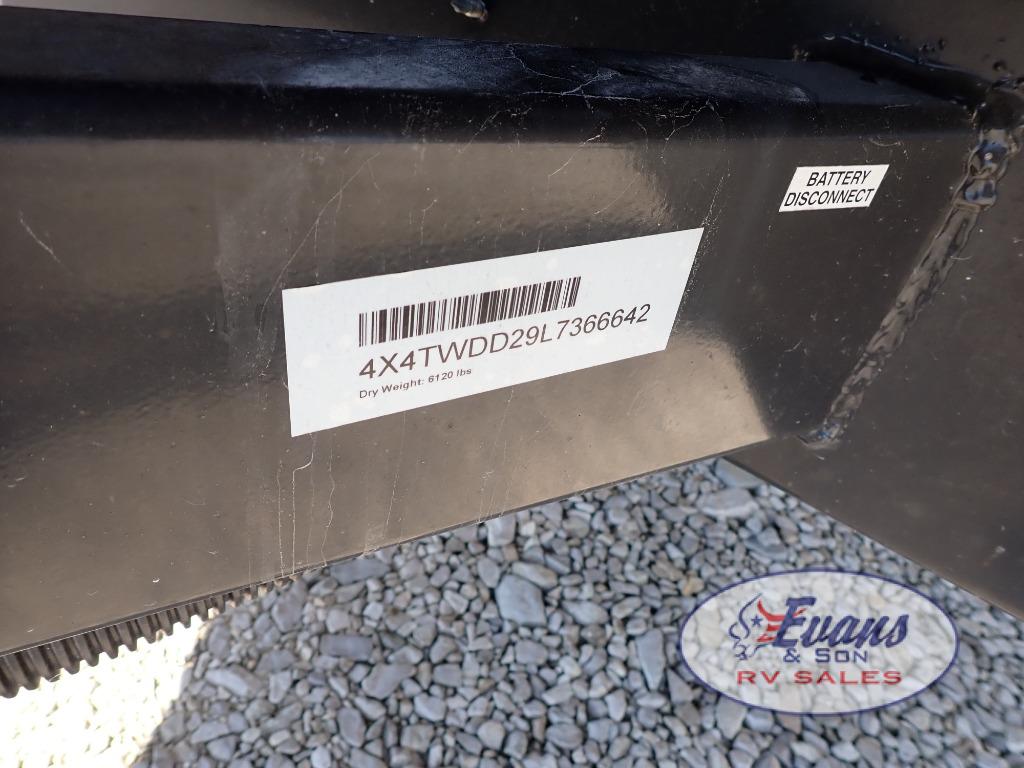 BATTERY
DISCONNECT
4X4TWDD29L7366642
Dry Weight: 6120 lbs
Evans
& SON
RV SALES